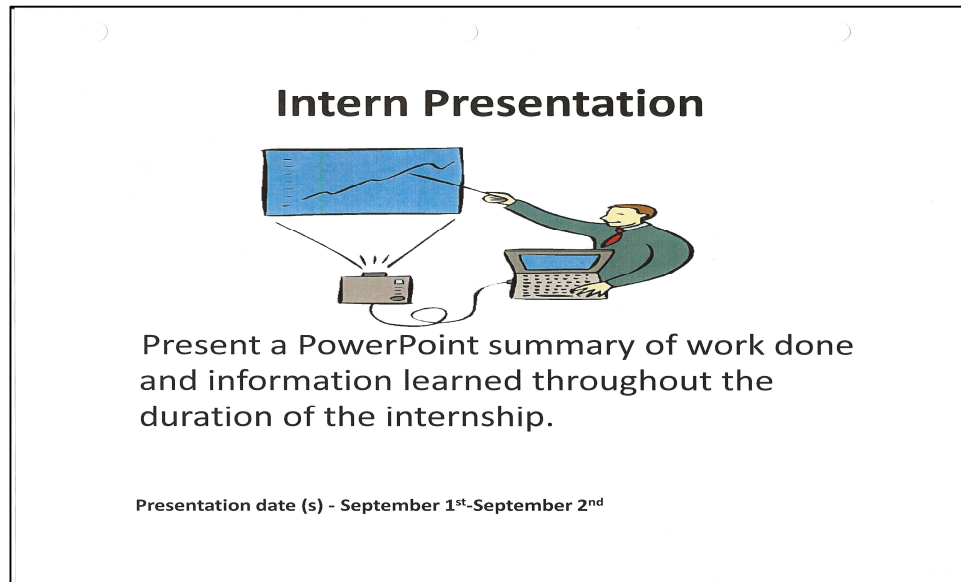 Intern Presentation
Present a PowerPoint summary of work done
and information learned throughout the
duration of the internship.
Presentation date (s) - September 1st-September 2nd